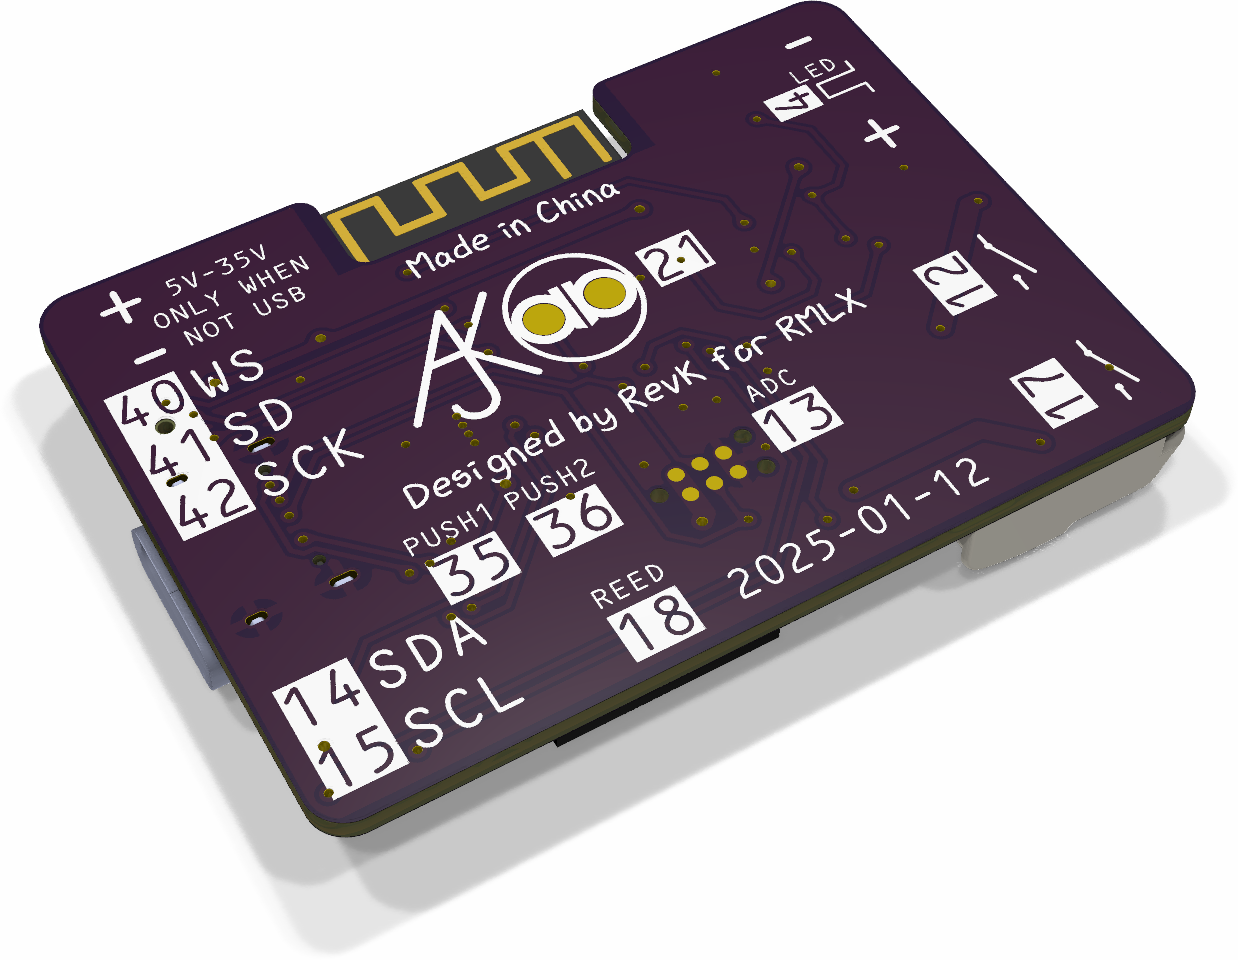 LED
4
+
-
5V-35V
ONLY WHEN
NOT USB
+
-
Made in China
AJK
21
40 WS
41 SD
42 SCK
Designed by RevK for RMLX
ADC
13
12
17
PUSH1
35
PUSH2
36
REED
18
2025-01-12
14 SDA
15 SCL